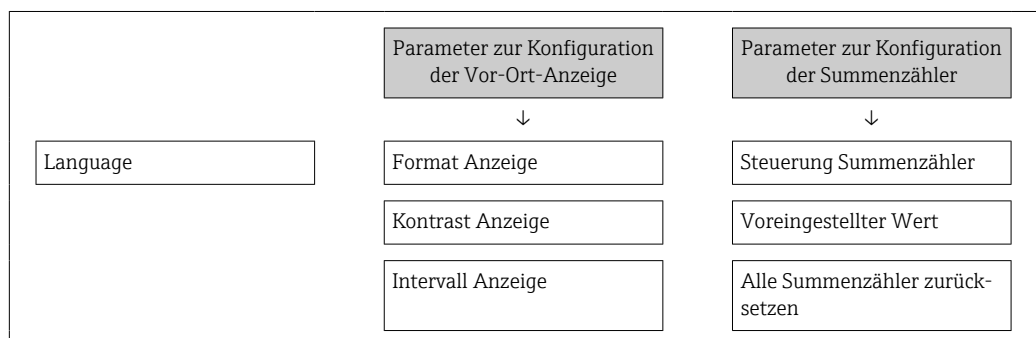 Parameter zur Konfiguration
der Vor-Ort-Anzeige
Parameter zur Konfiguration
der Summenzähler
↓
↓
Language
Format Anzeige
Steuerung Summenzähler
Kontrast Anzeige
Voreingestellter Wert
Intervall Anzeige
Alle Summenzähler zurück-
setzen